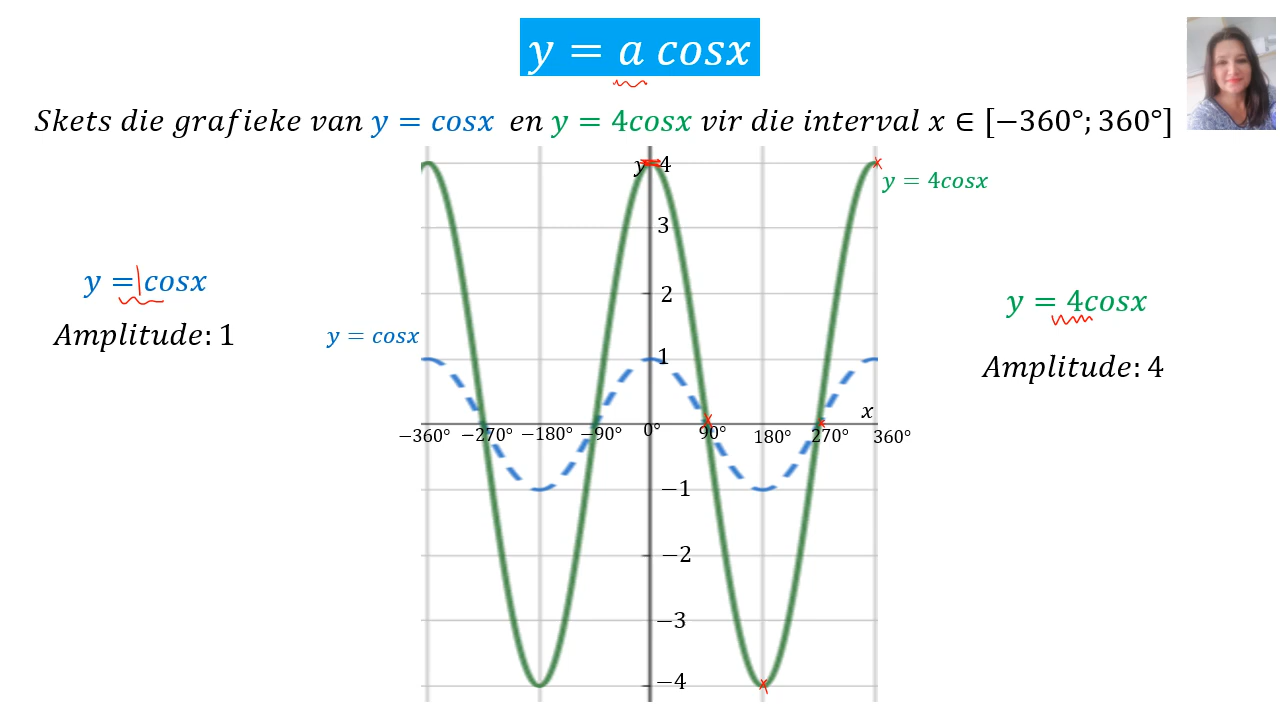 y = a cosx
Skets die grafieke van y = cosx en y = 4cosx vir die interval x ∈ [−360°; 360°]
y
4
y = 4cosx
3
y = cosx
2
y = 4cosx
Amplitude: 1
y = cosx
1
Amplitude: 4
x
−360° −270° −180° −90° 0° 90° 180° 270° 360°
−1
−2
−3
−4